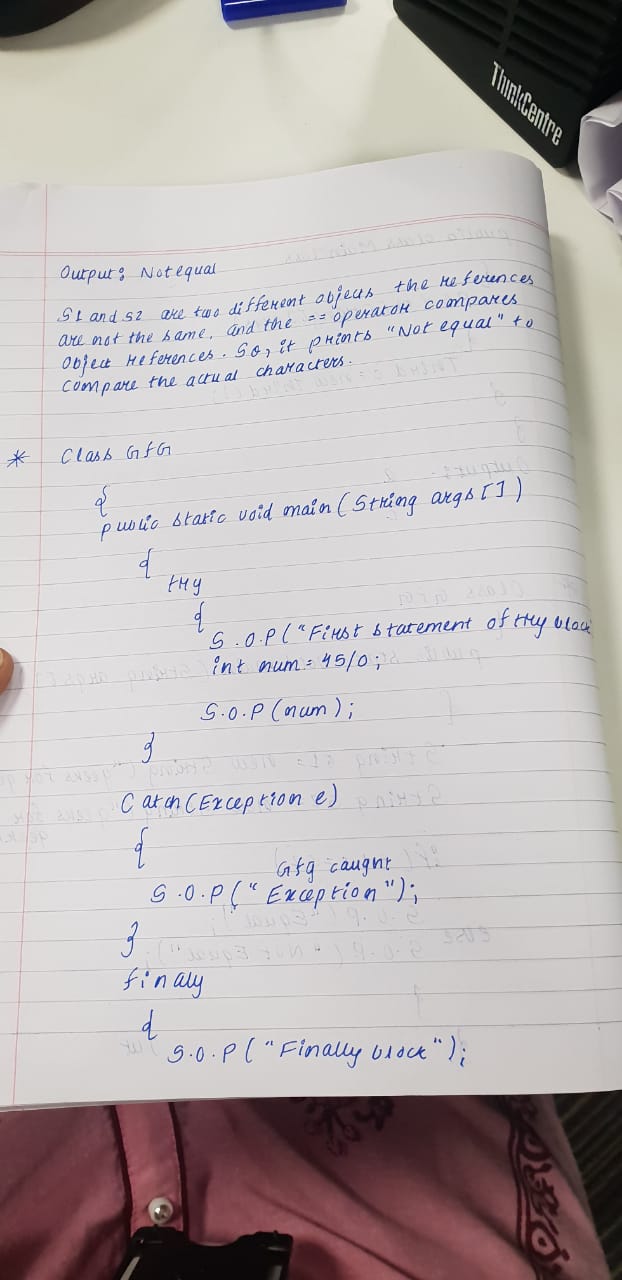 ThinkCentre
Output: Not equal
S1 and s2 are two different objects the references
are not the same, and the == operator compares
object references. So, it prints "Not equal" to
compare the actual characters.
* Class GfG
{
public static void main (String args [])
{
try
{
S.O.P ("First statement of try block
int num = 45/0;
S.O.P (num);
}
Catch (Exception e)
{
Gfg caught
S.O.P (" Exception");
}
finaly
{
S.O.P ("Finally block");